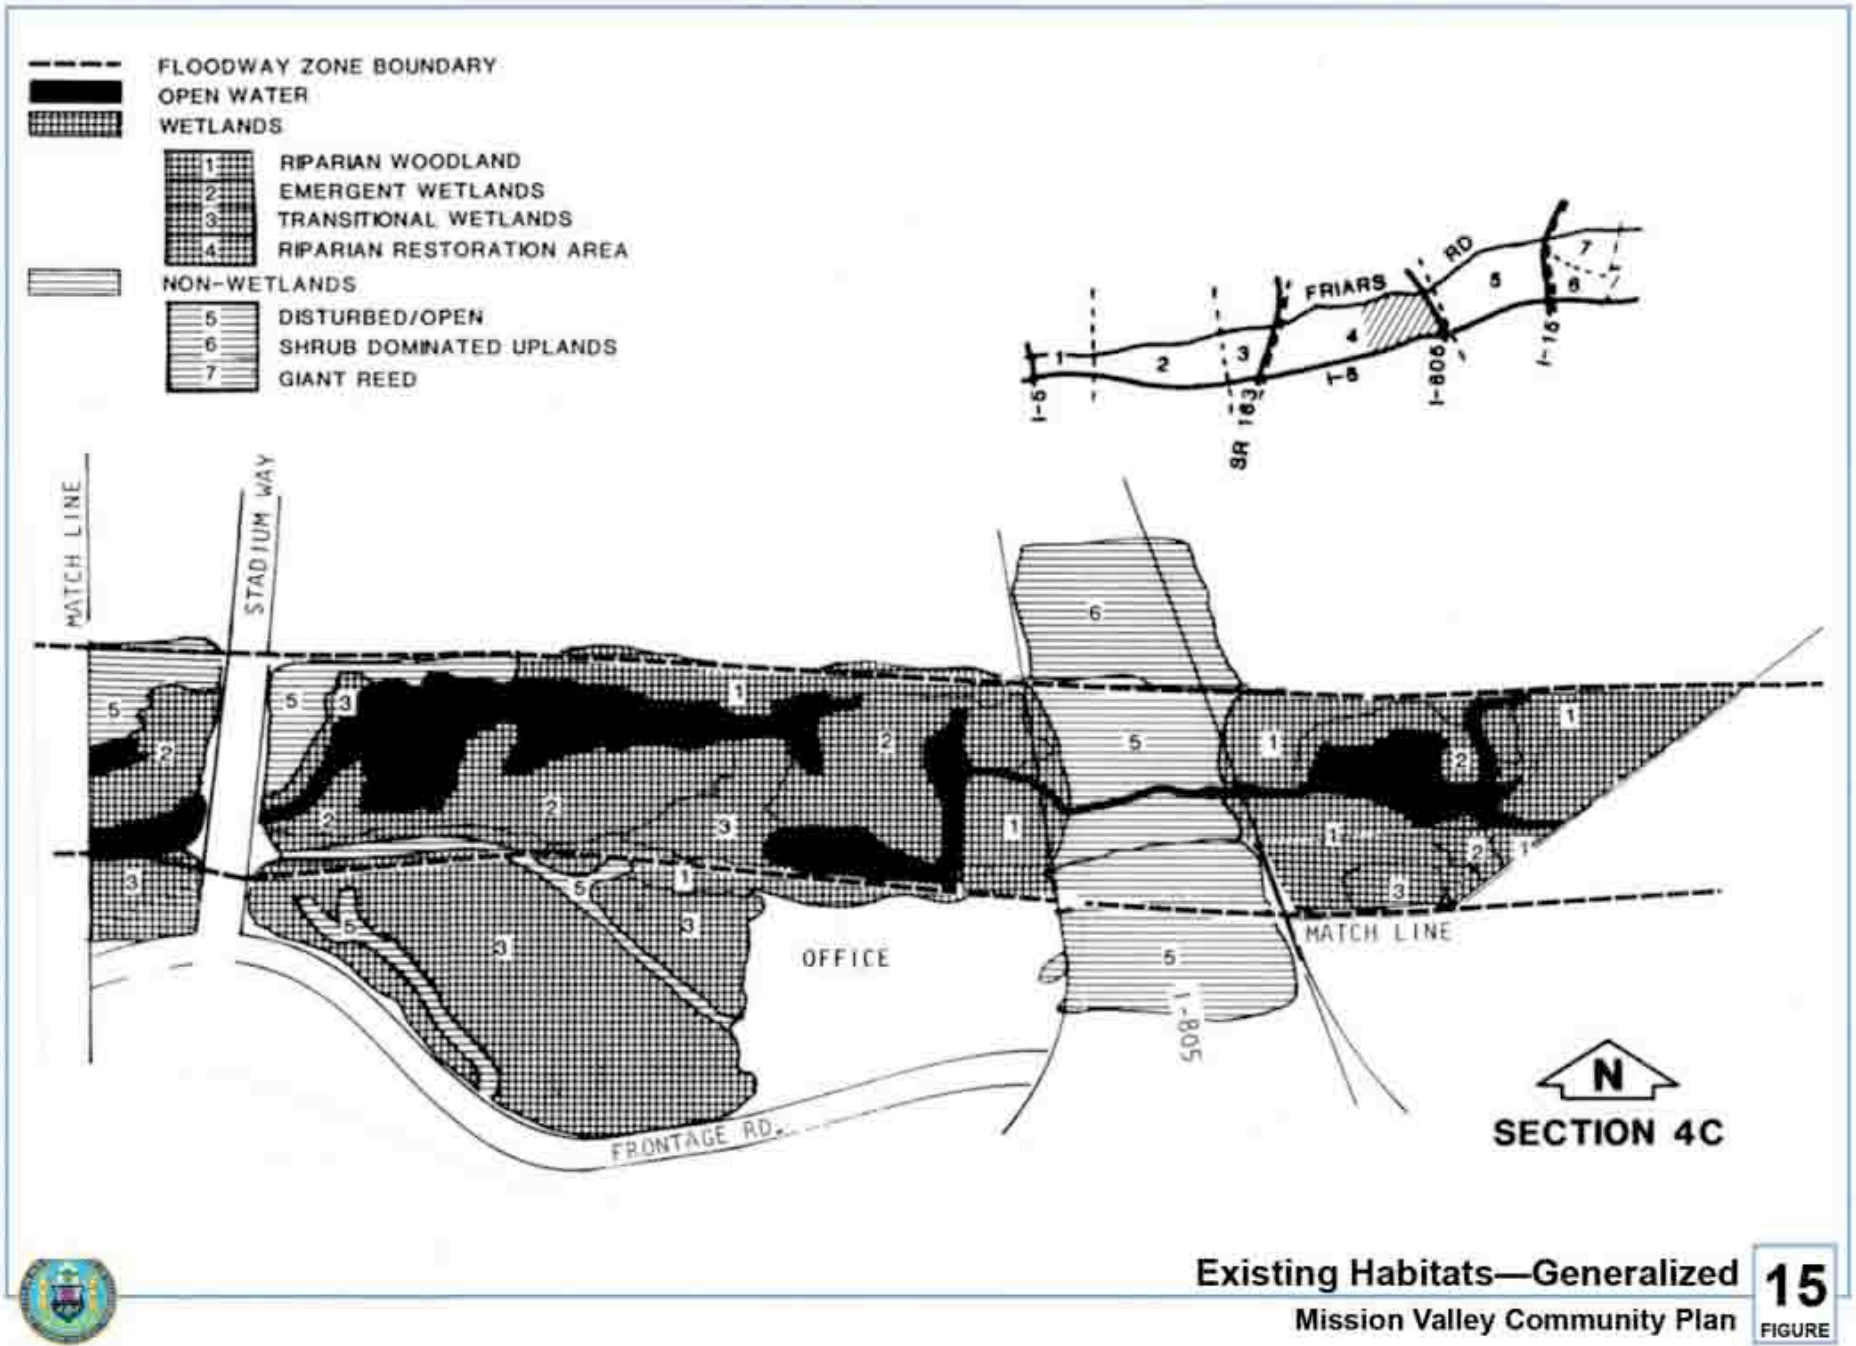 FLOODWAY ZONE BOUNDARY
OPEN WATER
WETLANDS
1 RIPARIAN WOODLAND
2 EMERGENT WETLANDS
3 TRANSITIONAL WETLANDS
4 RIPARIAN RESTORATION AREA
NON-WETLANDS
5 DISTURBED/OPEN
6 SHRUB DOMINATED UPLANDS
7 GIANT REED
FRIARS RD
1
2
3
4
5
6
7
I-5
SR 163
I-8
I-805
I-15
MATCH LINE
STADIUM WAY
6
5
2
5
3
1
2
5
1
2
1
2
2
3
1
1
2
1
3
3
5
1
3
5
3
OFFICE
5
I-805
MATCH LINE
FRONTAGE RD.
N
SECTION 4C
Existing Habitats—Generalized
Mission Valley Community Plan
15
FIGURE